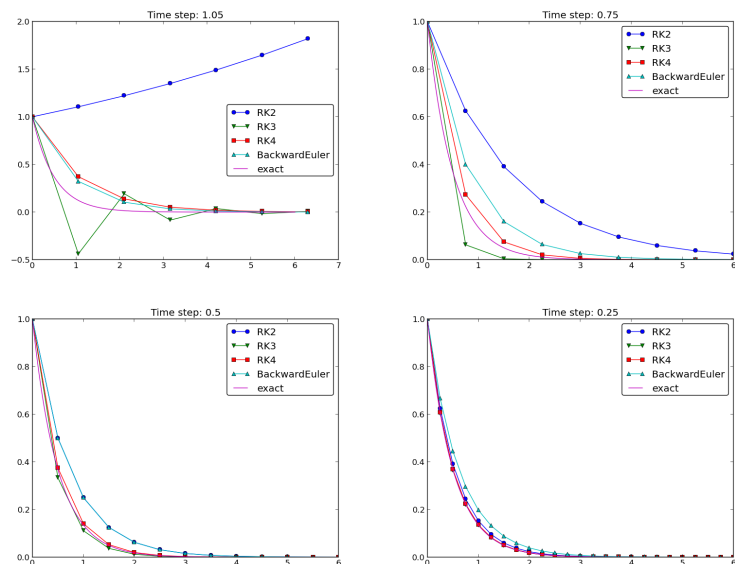 Time step: 1.05
2.0
1.5
1.0
0.5
0.0
−0.5
0 1 2 3 4 5 6 7
RK2
RK3
RK4
BackwardEuler
exact
Time step: 0.75
1.0
0.8
0.6
0.4
0.2
0.0
0 1 2 3 4 5 6
RK2
RK3
RK4
BackwardEuler
exact
Time step: 0.5
1.0
0.8
0.6
0.4
0.2
0.0
0 1 2 3 4 5 6
RK2
RK3
RK4
BackwardEuler
exact
Time step: 0.25
1.0
0.8
0.6
0.4
0.2
0.0
0 1 2 3 4 5 6
RK2
RK3
RK4
BackwardEuler
exact